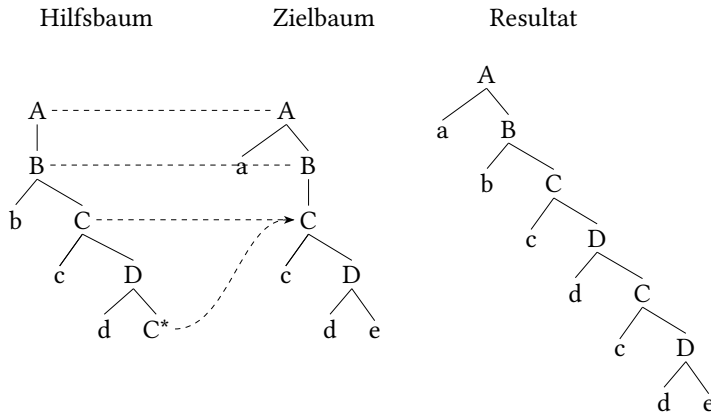 Hilfsbaum Zielbaum Resultat
A
A A
a B
B a B
b C
b C C
c D
c D c D
d C
d C* d e
c D
d e